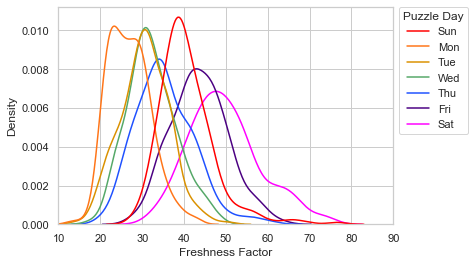 Puzzle Day
Sun
Mon
Tue
Wed
Thu
Fri
Sat
0.010
0.008
0.006
0.004
0.002
0.000
Density
10 20 30 40 50 60 70 80 90
Freshness Factor